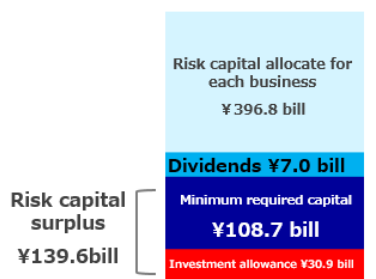 Risk capital allocate for
each business
¥396.8 bill
Dividends ¥7.0 bill
Risk capital
surplus
¥139.6bill
Minimum required capital
¥108.7 bill
Investment allowance ¥30.9 bill